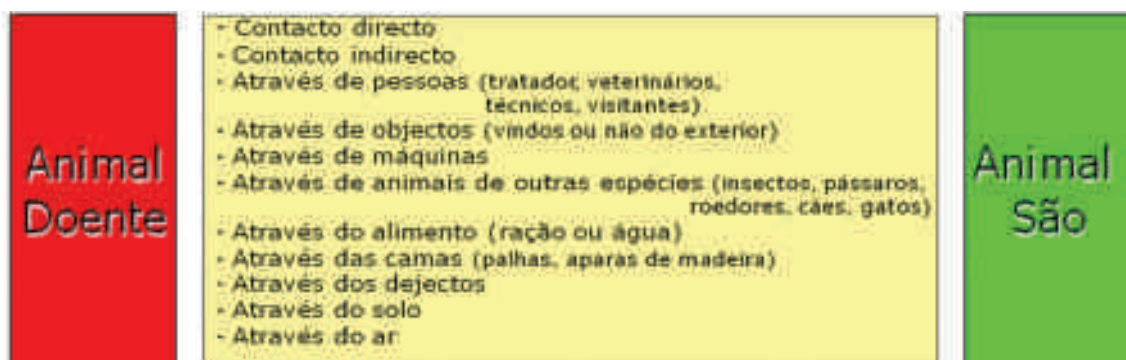 Animal
Doente
- Contacto directo
- Contacto indirecto
- Através de pessoas (tratador, veterinários,
técnicos, visitantes)
- Através de objectos (vindos ou não do exterior)
- Através de máquinas
- Através de animais de outras espécies (insectos, pássaros,
roedores, cães, gatos)
- Através do alimento (ração ou água)
- Através das camas (palhas, aparas de madeira)
- Através dos dejectos
- Através do solo
- Através do ar
Animal
São